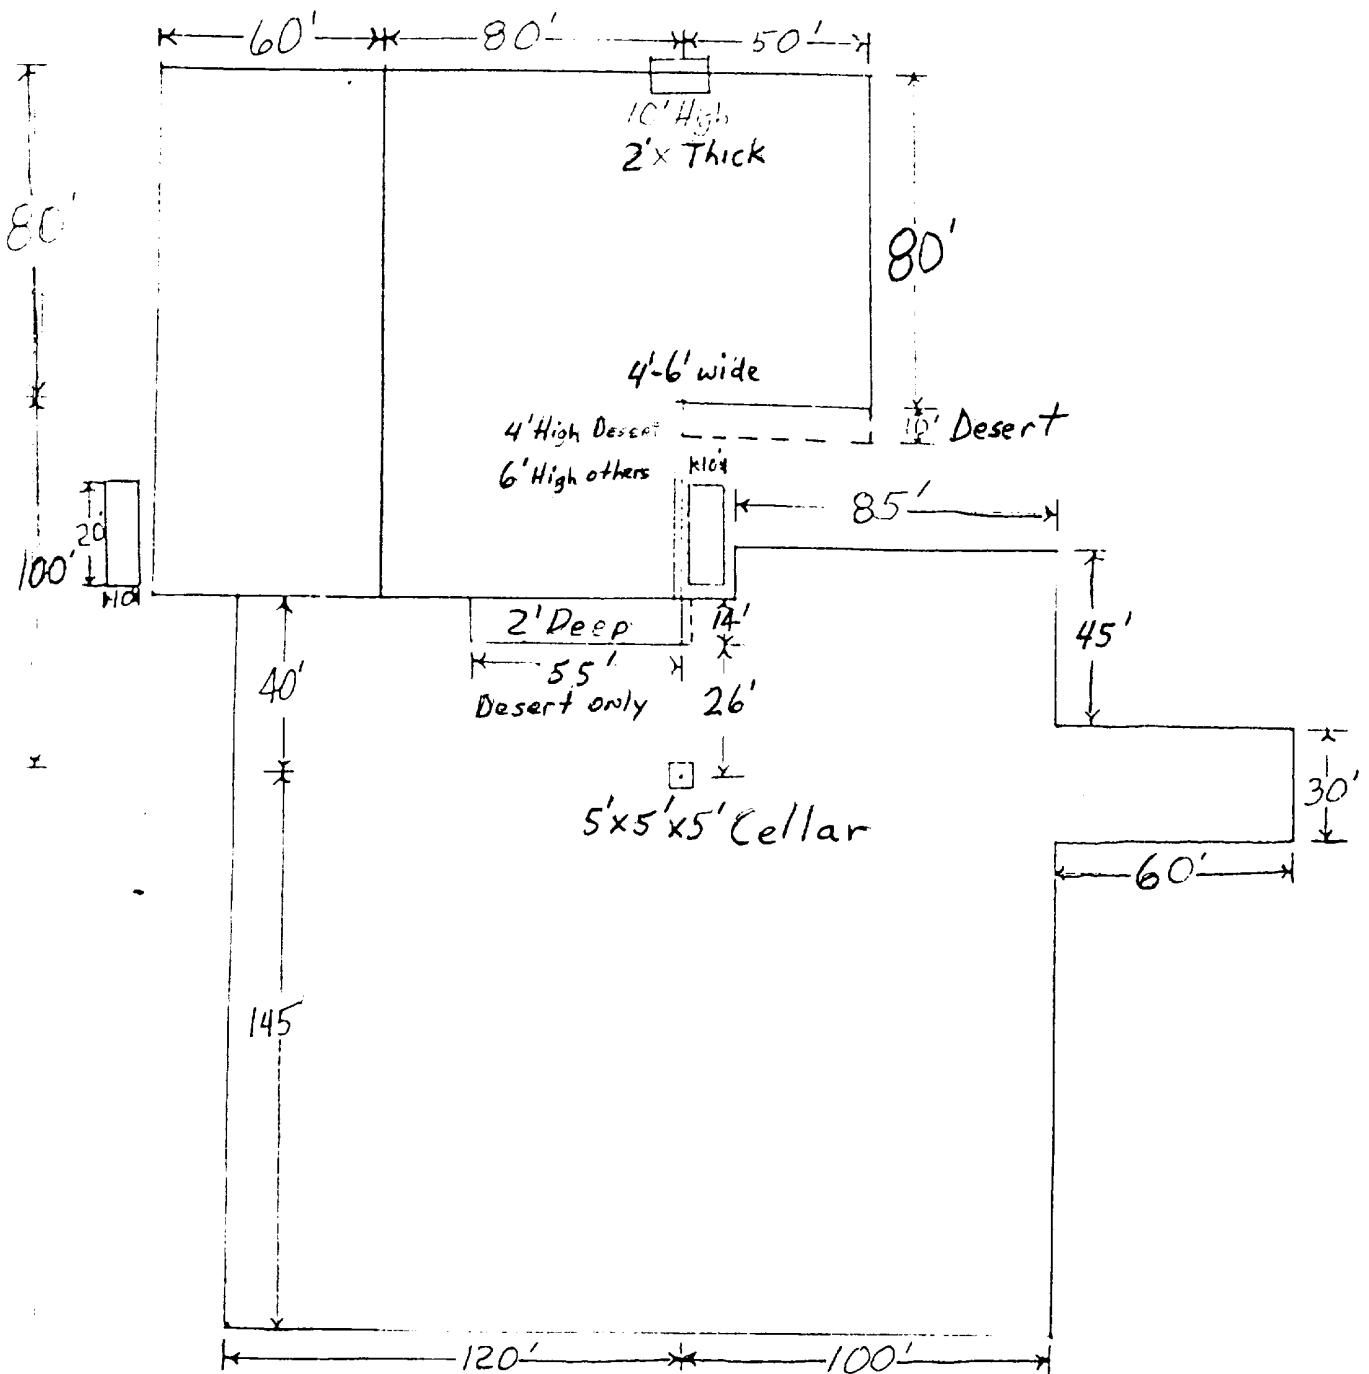 60' 80' 50'
10' High
2'x Thick
80'
80'
4'-6' wide
4' High Desert
10' Desert
6' High others
10'
85'
20'
100'
10'
2' Deep
14'
45'
55'
40'
Desert only
26'
5'x5'x5' Cellar
30'
60'
145
120' 100'